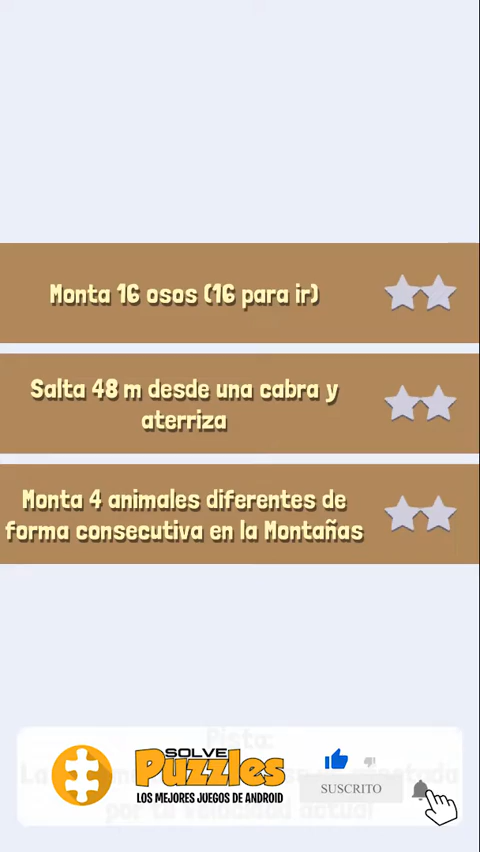 Monta 16 osos (16 para ir)
Salta 48 m desde una cabra y
aterriza
Monta 4 animales diferentes de
forma consecutiva en la Montañas
Pista:
SOLVE
Puzzles
LOS MEJORES JUEGOS DE ANDROID
SUSCRITO